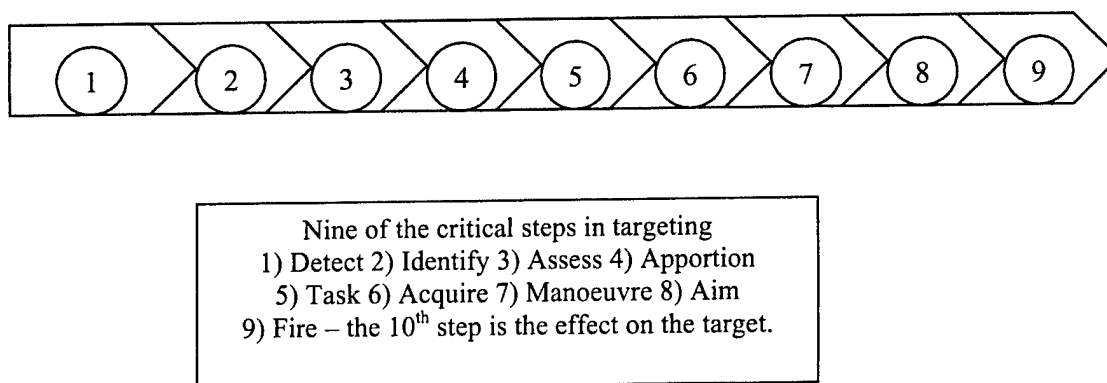 1 2 3 4 5 6 7 8 9
Nine of the critical steps in targeting
1) Detect 2) Identify 3) Assess 4) Apportion
5) Task 6) Acquire 7) Manoeuvre 8) Aim
9) Fire – the 10th step is the effect on the target.